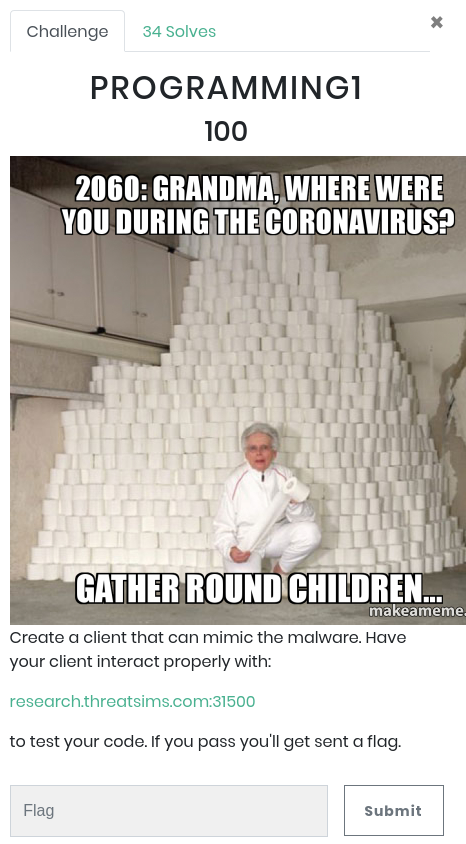 Challenge
34 Solves
×
PROGRAMMING1
100
2060: GRANDMA, WHERE WERE
YOU DURING THE CORONAVIRUS?
GATHER ROUND CHILDREN...
makeameme.
Create a client that can mimic the malware. Have
your client interact properly with:
research.threatsims.com:31500
to test your code. If you pass you'll get sent a flag.
Flag
Submit